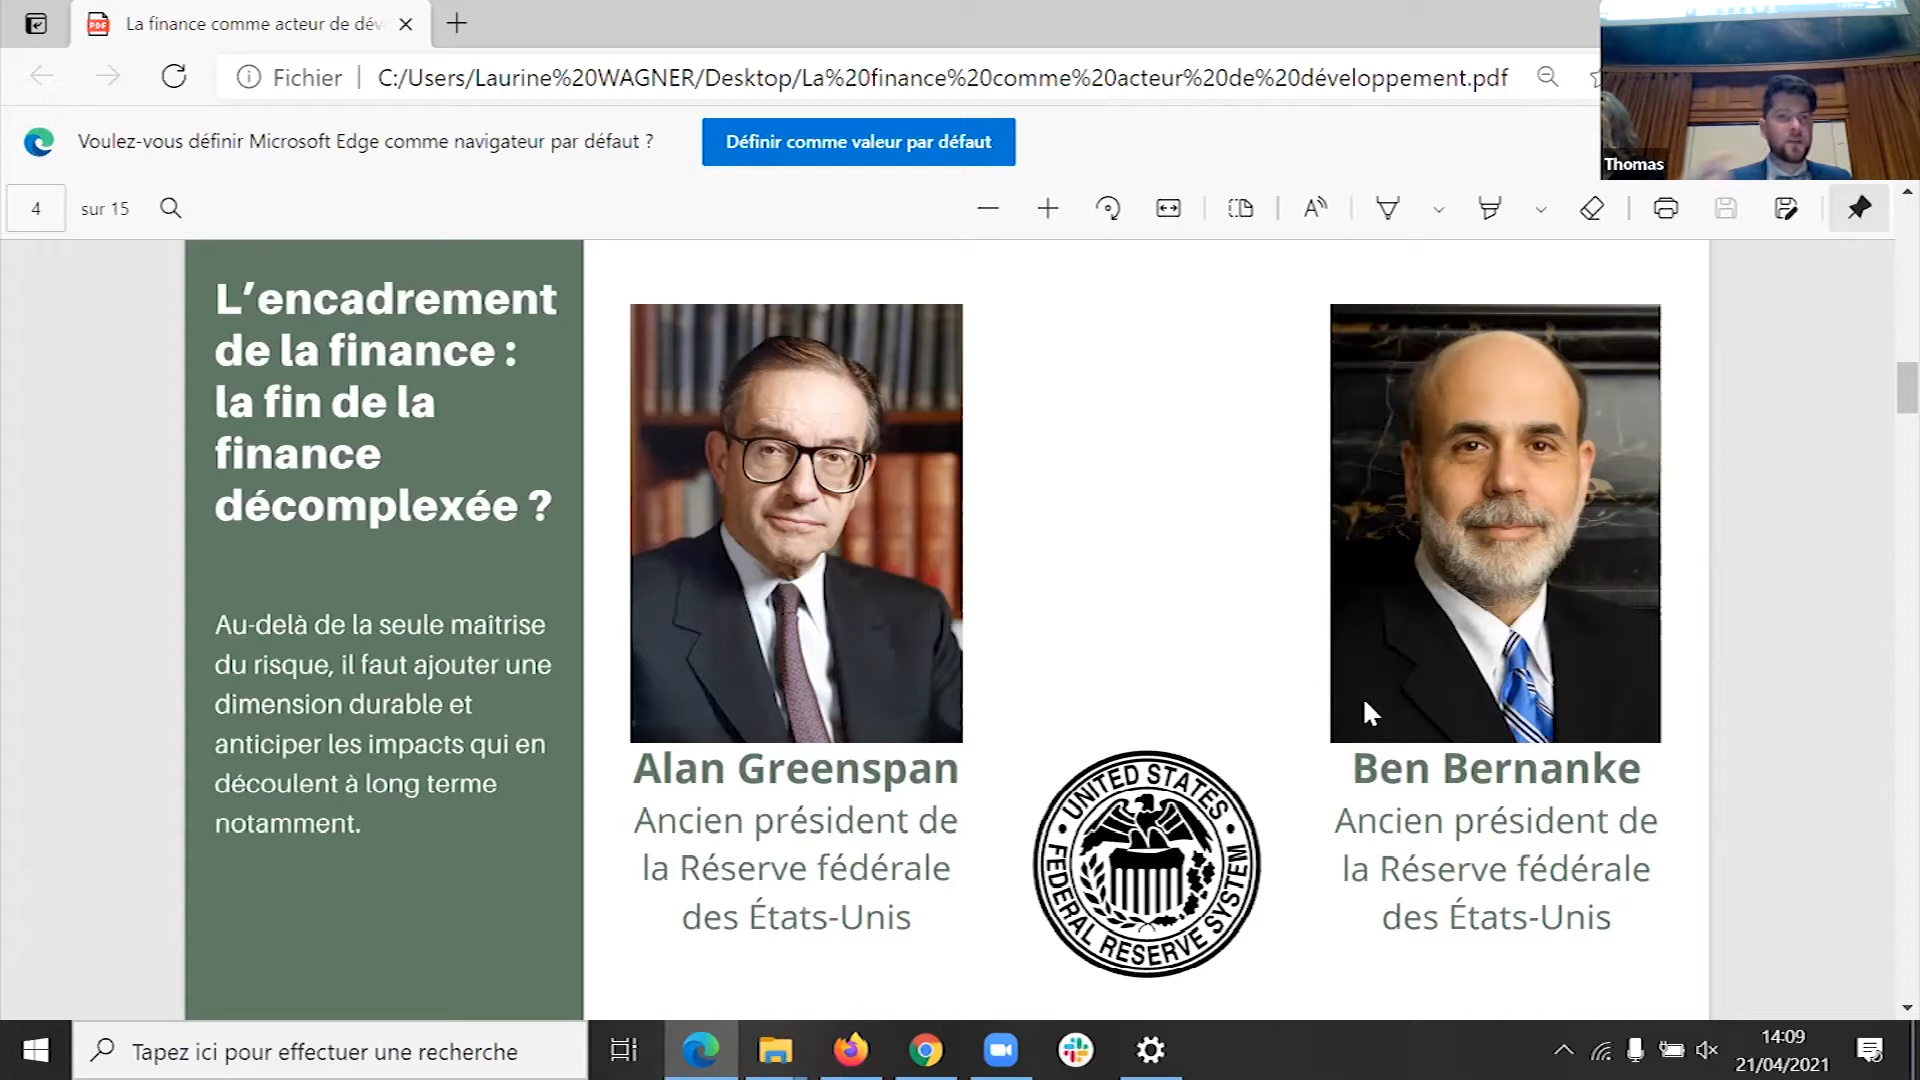 La finance comme acteur de dév
Fichier
C:/Users/Laurine%20WAGNER/Desktop/La%20finance%20comme%20acteur%20de%20développement.pdf
Voulez-vous définir Microsoft Edge comme navigateur par défaut ?
Définir comme valeur par défaut
Thomas
4
sur 15
L’encadrement
de la finance :
la fin de la
finance
décomplexée ?
Au-delà de la seule maîtrise
du risque, il faut ajouter une
dimension durable et
anticiper les impacts qui en
découlent à long terme
notamment.
Alan Greenspan
Ancien président de
la Réserve fédérale
des États-Unis
UNITED STATES
FEDERAL RESERVE SYSTEM
Ben Bernanke
Ancien président de
la Réserve fédérale
des États-Unis
Tapez ici pour effectuer une recherche
14:09
21/04/2021